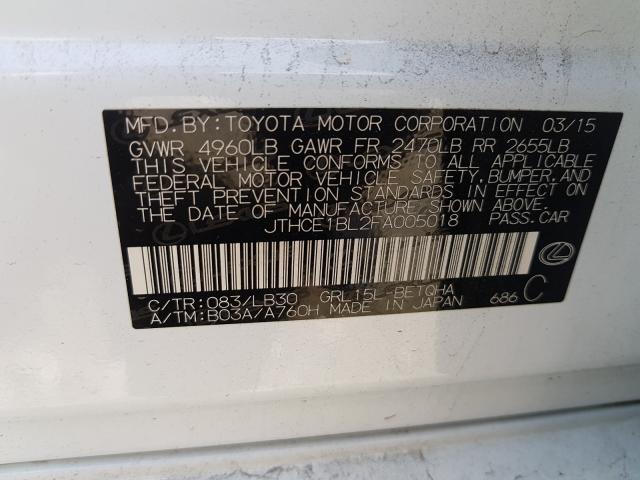 MFD. BY: TOYOTA MOTOR CORPORATION 03/15
GVWR 4960LB GAWR FR 2470LB RR 2655LB
THIS VEHICLE CONFORMS TO ALL APPLICABLE
FEDERAL MOTOR VEHICLE SAFETY, BUMPER, AND
THEFT PREVENTION STANDARDS IN EFFECT ON
THE DATE OF MANUFACTURE SHOWN ABOVE.
JTHCE1BL2FA005018 PASS. CAR
C/TR: 083/LB30 GRL15L-BETQHA
A/TM: B03A/A760H MADE IN JAPAN 686 C